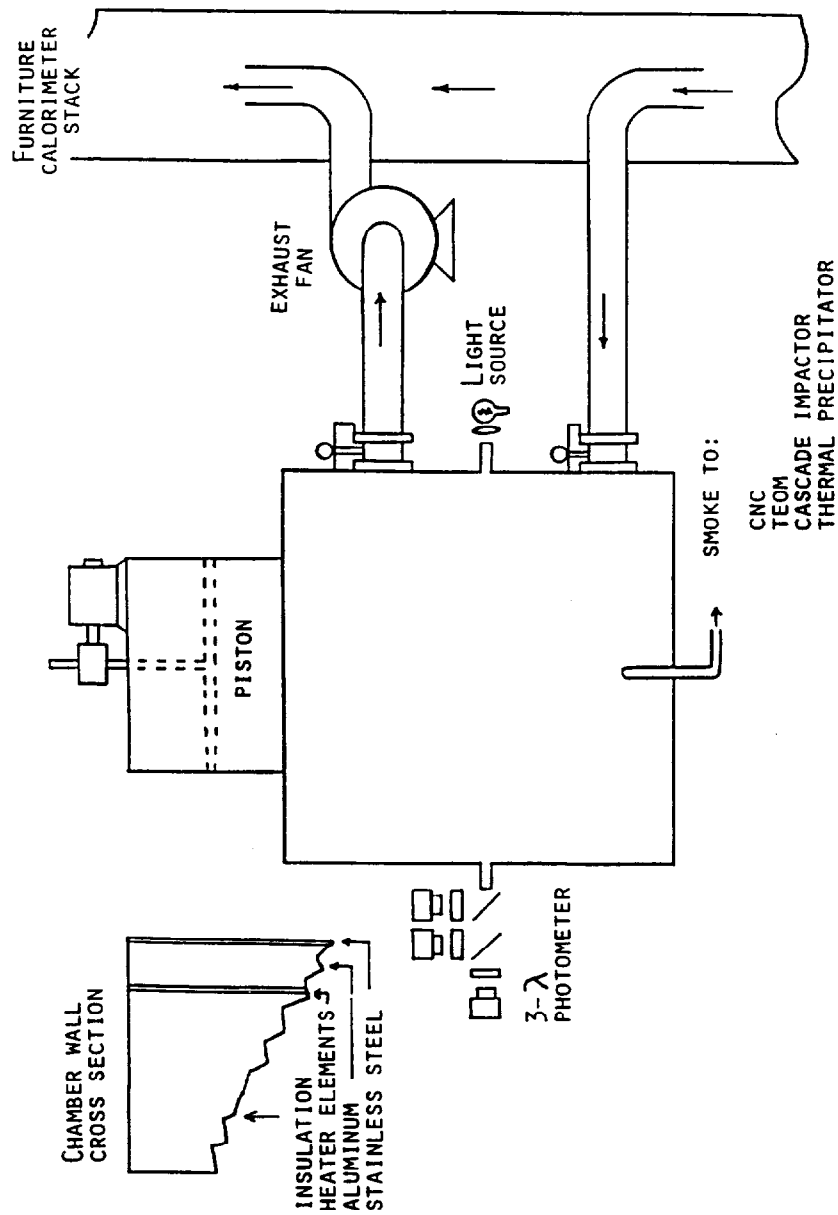 FURNITURE
CALORIMETER
STACK
EXHAUST
FAN
LIGHT
SOURCE
PISTON
SMOKE TO:
CNC
TEOM
CASCADE IMPACTOR
THERMAL PRECIPITATOR
3-λ
PHOTOMETER
CHAMBER WALL
CROSS SECTION
INSULATION
HEATER ELEMENTS
ALUMINUM
STAINLESS STEEL